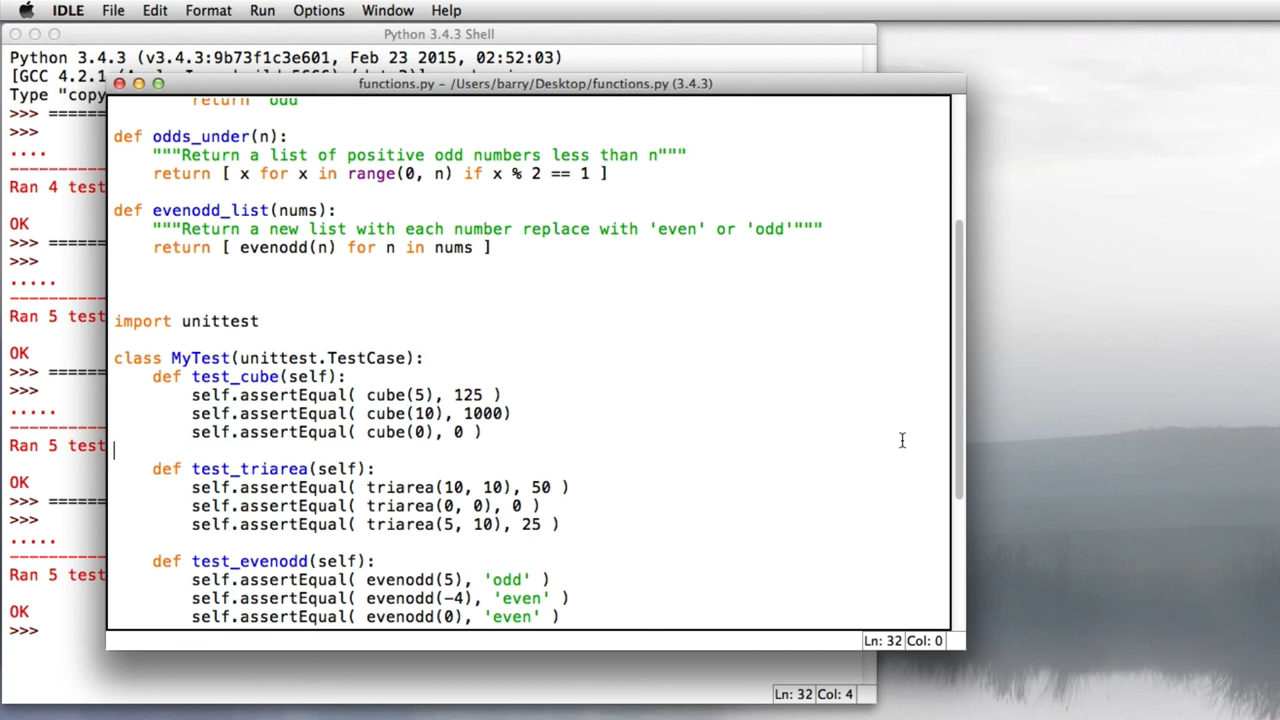 IDLE File Edit Format Run Options Window Help
Python 3.4.3 Shell
Python 3.4.3 (v3.4.3:9b73f1c3e601, Feb 23 2015, 02:52:03)
[GCC 4.2.1
Type "copy
functions.py – /Users/barry/Desktop/functions.py (3.4.3)
>>> =======
>>>
....
Ran 4 test
OK
>>> =======
>>>
.....
Ran 5 test
OK
>>> =======
>>>
.....
Ran 5 test
OK
>>> =======
>>>
.....
Ran 5 test
OK
>>>
return 'odd'
def odds_under(n):
"""Return a list of positive odd numbers less than n"""
return [ x for x in range(0, n) if x % 2 == 1 ]
def evenodd_list(nums):
"""Return a new list with each number replace with 'even' or 'odd'"""
return [ evenodd(n) for n in nums ]
import unittest
class MyTest(unittest.TestCase):
def test_cube(self):
self.assertEqual( cube(5), 125 )
self.assertEqual( cube(10), 1000)
self.assertEqual( cube(0), 0 )
def test_triarea(self):
self.assertEqual( triarea(10, 10), 50 )
self.assertEqual( triarea(0, 0), 0 )
self.assertEqual( triarea(5, 10), 25 )
def test_evenodd(self):
self.assertEqual( evenodd(5), 'odd' )
self.assertEqual( evenodd(-4), 'even' )
self.assertEqual( evenodd(0), 'even' )
Ln: 32 Col: 0
Ln: 32 Col: 4